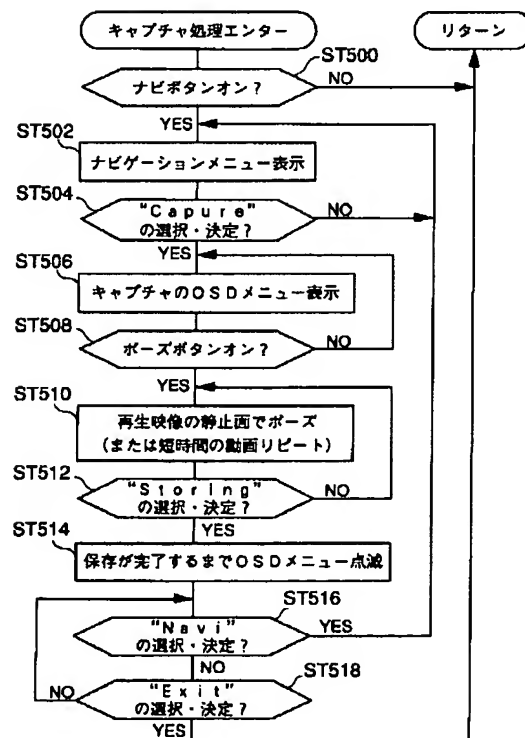 キャプチャ処理エンター
リターン
ST500
ナビボタンオン?
NO
YES
ST502
ナビゲーションメニュー表示
ST504
"Capure"
の選択・決定?
NO
YES
ST506
キャプチャのOSDメニュー表示
ST508
ポーズボタンオン?
NO
YES
ST510
再生映像の静止画でポーズ
(または短時間の動画リピート)
ST512
"Storing"
の選択・決定?
NO
YES
ST514
保存が完了するまでOSDメニュー点滅
ST516
"Navi"
の選択・決定?
YES
NO
ST518
"Exit"
の選択・決定?
NO
YES